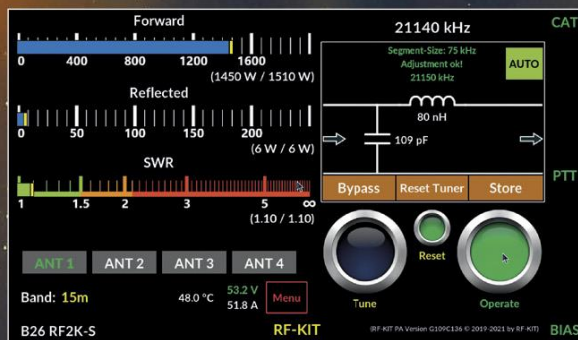 Forward
0 400 800 1200 1600
(1450 W / 1510 W)
Reflected
0 50 100 150 200
(6 W / 6 W)
SWR
1 1.5 2 3 5 ∞
(1.10 / 1.10)
ANT 1 ANT 2 ANT 3 ANT 4
Band: 15m 48.0 °C 53.2 V
51.8 A
Menu
B26 RF2K-S RF-KIT
21140 kHz
Segment-Size: 75 kHz
Adjustment ok!
21150 kHz
AUTO
80 nH
109 pF
Bypass Reset Tuner Store
Reset
Tune Operate
(RF-KIT PA Version G109C136 © 2019-2021 by RF-KIT)
CAT
PTT
BIAS